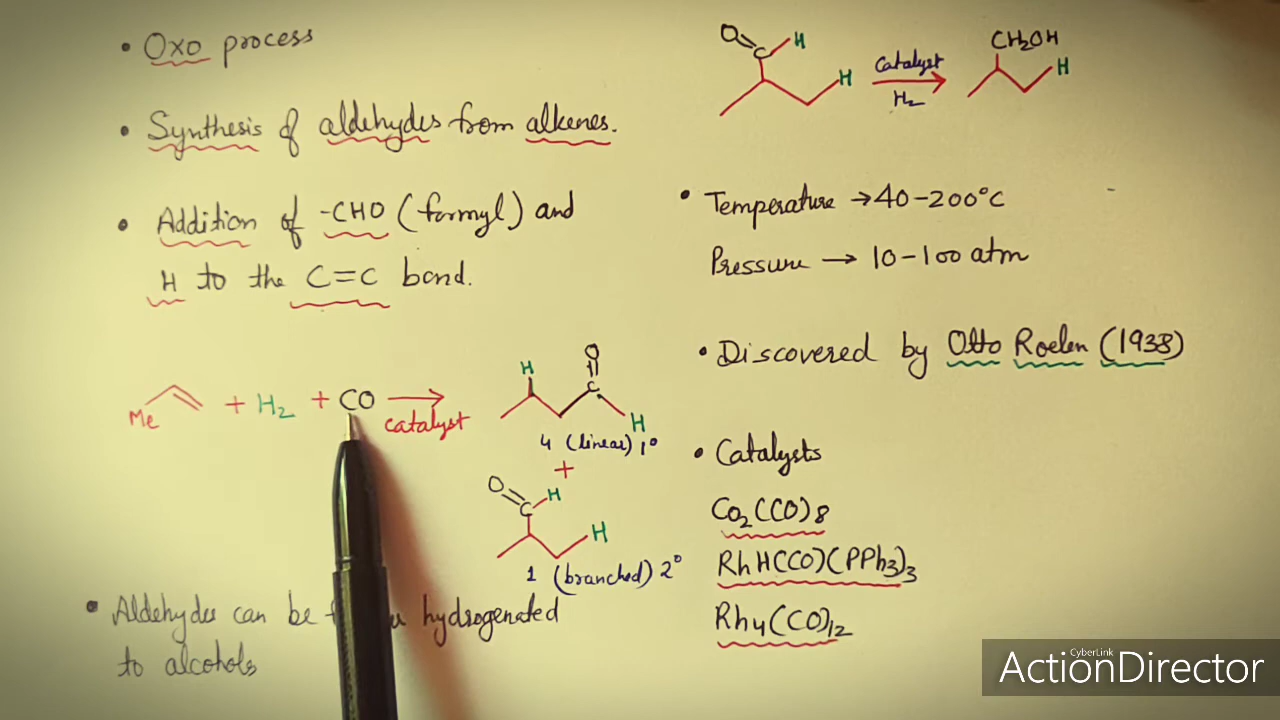 • Oxo process
• Synthesis of aldehydes from alkenes.
• Addition of -CHO (formyl) and
H to the C=C bond.
Me + H₂ + CO → catalyst
H O C H
4 (linear) 1°
+
O C H H
1 (branched) 2°
• Aldehydes can be hydrogenated
to alcohols
O C H H
Catalyst
H₂
CH₂OH
H
• Temperature → 40-200°C
Pressure → 10-100 atm
• Discovered by Otto Roelen (1938)
• Catalysts
Co₂(CO)8
RhH(CO)(PPh3)3
Rh4(CO)12
CyberLink
ActionDirector